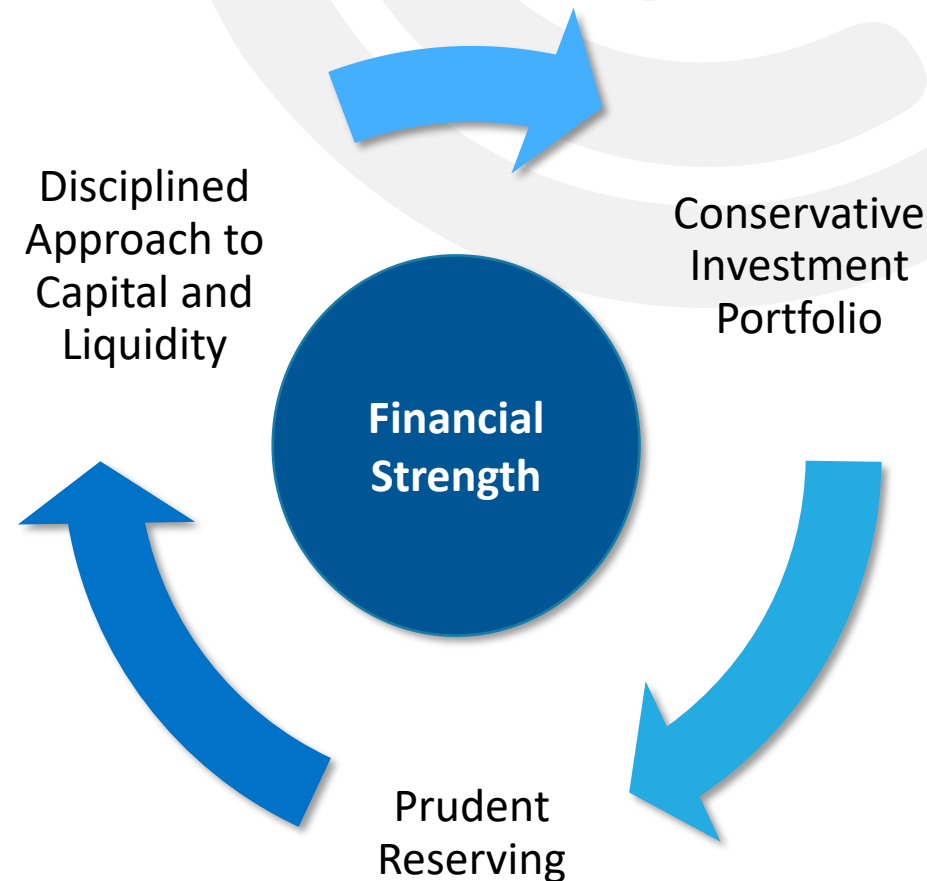 Disciplined
Approach to
Capital and
Liquidity
Conservative
Investment
Portfolio
Financial
Strength
Prudent
Reserving